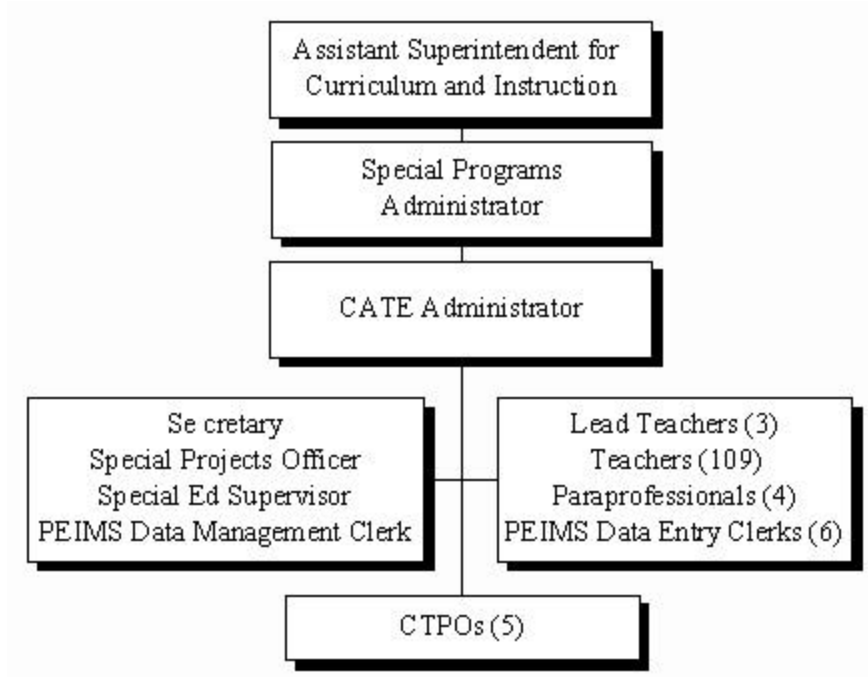 Assistant Superintendent for
Curriculum and Instruction
Special Programs
Administrator
CATE Administrator
Secretary
Special Projects Officer
Special Ed Supervisor
PEIMS Data Management Clerk
Lead Teachers (3)
Teachers (109)
Paraprofessionals (4)
PEIMS Data Entry Clerks (6)
CTPOs (5)